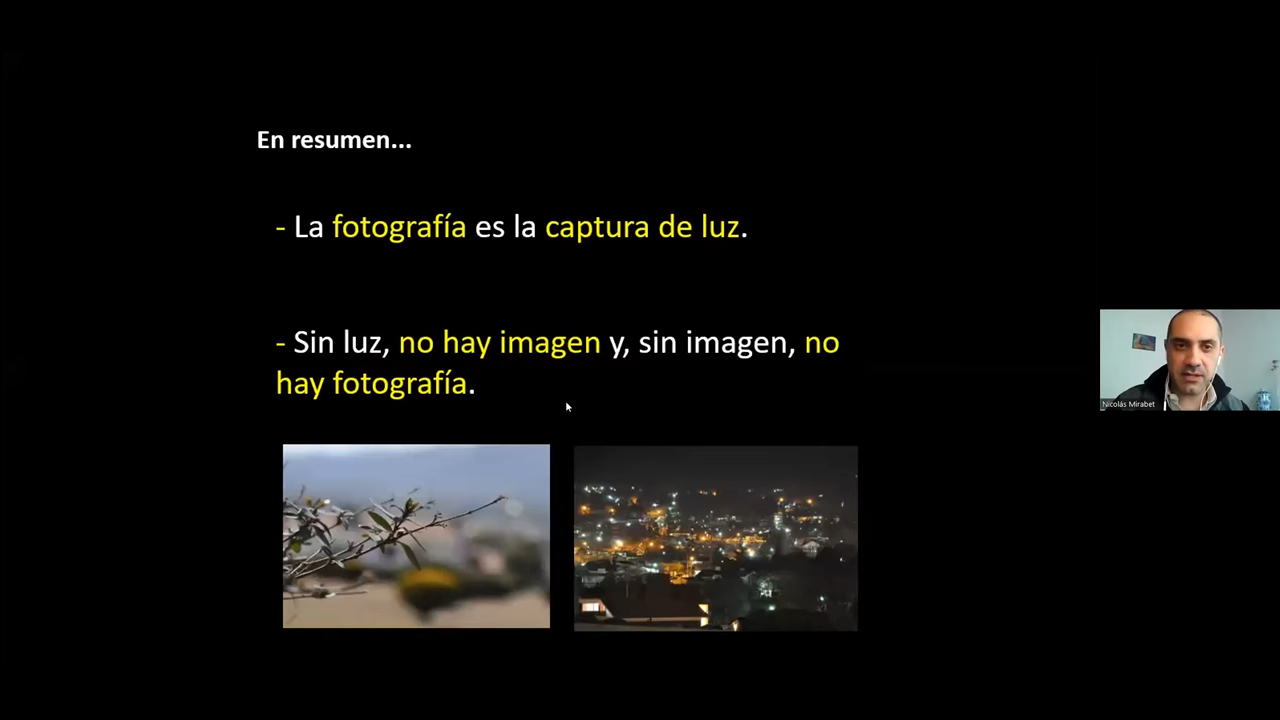 En resumen...
- La fotografía es la captura de luz.
- Sin luz, no hay imagen y, sin imagen, no
hay fotografía.
Nicolás Mirabet